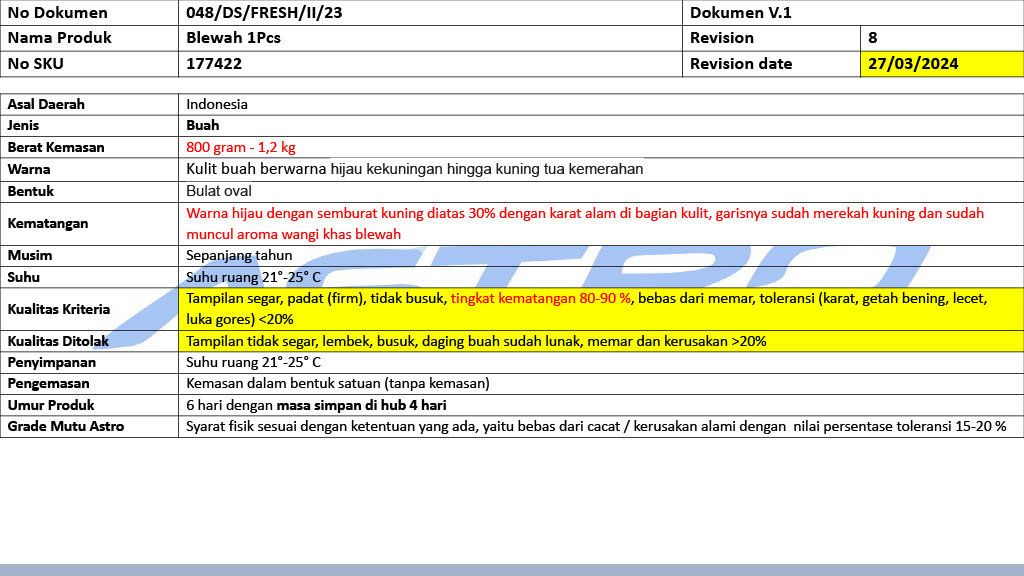 No Dokumen 048/DS/FRESH/II/23 Dokumen V.1
Nama Produk Blewah 1Pcs Revision 8
No SKU 177422 Revision date 27/03/2024
Asal Daerah Indonesia
Jenis Buah
Berat Kemasan 800 gram - 1,2 kg
Warna Kulit buah berwarna hijau kekuningan hingga kuning tua kemerahan
Bentuk Bulat oval
Kematangan Warna hijau dengan semburat kuning diatas 30% dengan karat alam di bagian kulit, garisnya sudah merekah kuning dan sudah
muncul aroma wangi khas blewah
Musim Sepanjang tahun
Suhu Suhu ruang 21°-25° C
Kualitas Kriteria Tampilan segar, padat (firm), tidak busuk, tingkat kematangan 80-90 %, bebas dari memar, toleransi (karat, getah bening, lecet,
luka gores) <20%
Kualitas Ditolak Tampilan tidak segar, lembek, busuk, daging buah sudah lunak, memar dan kerusakan >20%
Penyimpanan Suhu ruang 21°-25° C
Pengemasan Kemasan dalam bentuk satuan (tanpa kemasan)
Umur Produk 6 hari dengan masa simpan di hub 4 hari
Grade Mutu Astro Syarat fisik sesuai dengan ketentuan yang ada, yaitu bebas dari cacat / kerusakan alami dengan nilai persentase toleransi 15-20 %
ASTRO